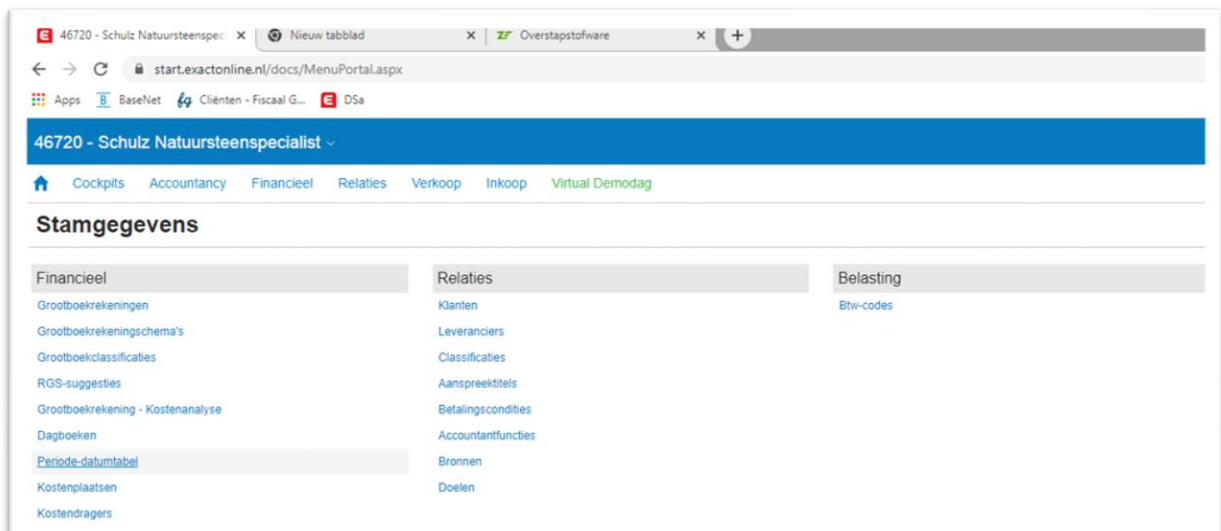 46720 - Schulz Natuursteenspec
Nieuw tabblad
Overstapstofware
start.exactonline.nl/docs/MenuPortal.aspx
Apps BaseNet Cliënten - Fiscaal G... DSa
46720 - Schulz Natuursteenspecialist
Cockpits Accountancy Financieel Relaties Verkoop Inkoop Virtual Demodag
Stamgegevens
Financieel
Grootboekrekeningen
Grootboekrekeningschema's
Grootboekclassificaties
RGS-suggesties
Grootboekrekening - Kostenanalyse
Dagboeken
Periode-datumtabel
Kostenplaatsen
Kostendragers
Relaties
Klanten
Leveranciers
Classificaties
Aanspreektitels
Betalingscondities
Accountantfuncties
Bronnen
Doelen
Belasting
Btw-codes